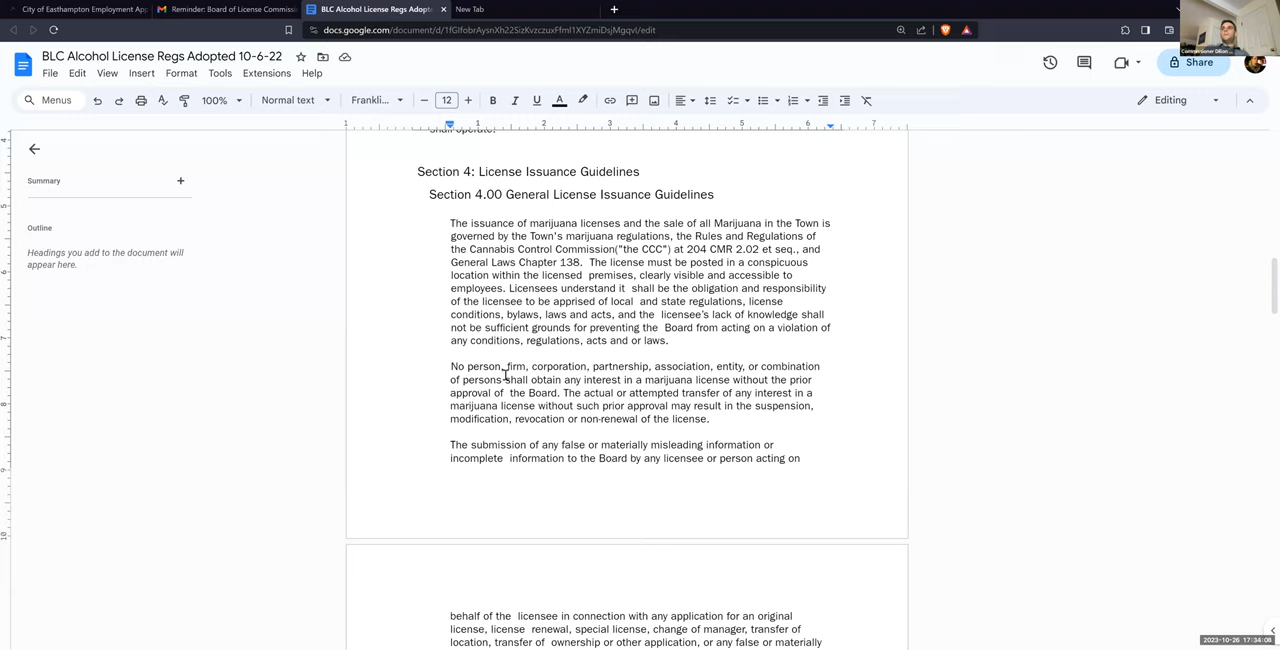 City of Easthampton Employment App
Reminder: Board of License Commiss
BLC Alcohol License Regs Adopted
New Tab
docs.google.com/document/d/1fGIfobrAysnXh22SizKvzczuxFfml1XYZmiDsjMgqvI/edit
BLC Alcohol License Regs Adopted 10-6-22
File Edit View Insert Format Tools Extensions Help
Share
Menus
100%
Normal text
Frankli...
12
Editing
Summary
Outline
Headings you add to the document will
appear here.
shall operate.
Section 4: License Issuance Guidelines
Section 4.00 General License Issuance Guidelines
The issuance of marijuana licenses and the sale of all Marijuana in the Town is
governed by the Town's marijuana regulations, the Rules and Regulations of
the Cannabis Control Commission("the CCC") at 204 CMR 2.02 et seq., and
General Laws Chapter 138.  The license must be posted in a conspicuous
location within the licensed  premises, clearly visible and accessible to
employees. Licensees understand it  shall be the obligation and responsibility
of the licensee to be apprised of local  and state regulations, license
conditions, bylaws, laws and acts, and the  licensee's lack of knowledge shall
not be sufficient grounds for preventing the  Board from acting on a violation of
any conditions, regulations, acts and or laws.
No person, firm, corporation, partnership, association, entity, or combination
of persons shall obtain any interest in a marijuana license without the prior
approval of  the Board. The actual or attempted transfer of any interest in a
marijuana license without such prior approval may result in the suspension,
modification, revocation or non-renewal of the license.
The submission of any false or materially misleading information or
incomplete  information to the Board by any licensee or person acting on
behalf of the  licensee in connection with any application for an original
license, license  renewal, special license, change of manager, transfer of
location, transfer of  ownership or other application, or any false or materially
2023-10-26 17:34:08